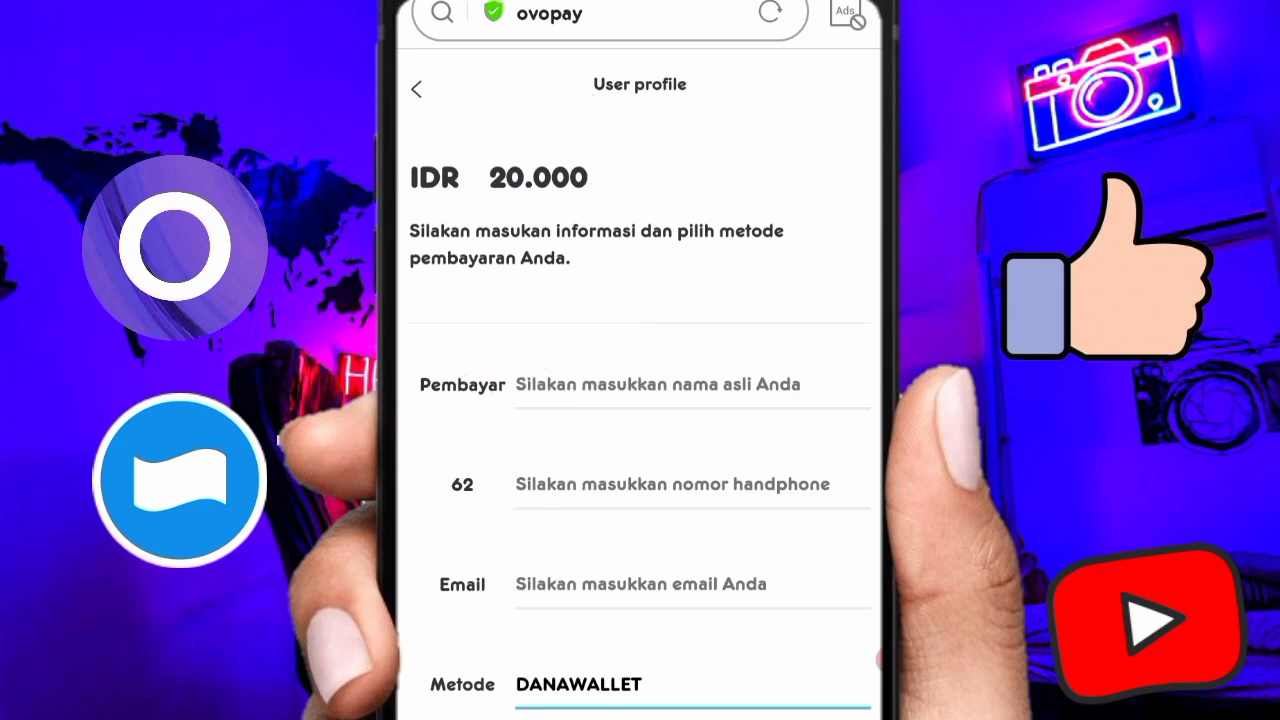 ovopay
Ads
User profile
IDR 20.000
Silakan masukan informasi dan pilih metode
pembayaran Anda.
Pembayar Silakan masukkan nama asli Anda
62 Silakan masukkan nomor handphone
Email Silakan masukkan email Anda
Metode DANAWALLET